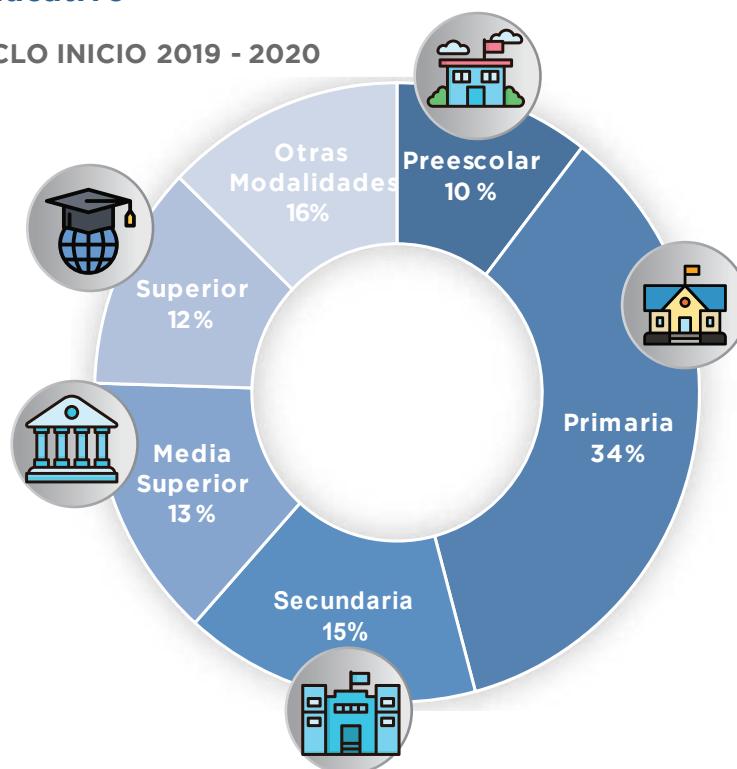 CLO INICIO 2019 - 2020
Preescolar
10 %
Otras
Modalidades
16%
Superior
12%
Primaria
34%
Media
Superior
13 %
Secundaria
15%